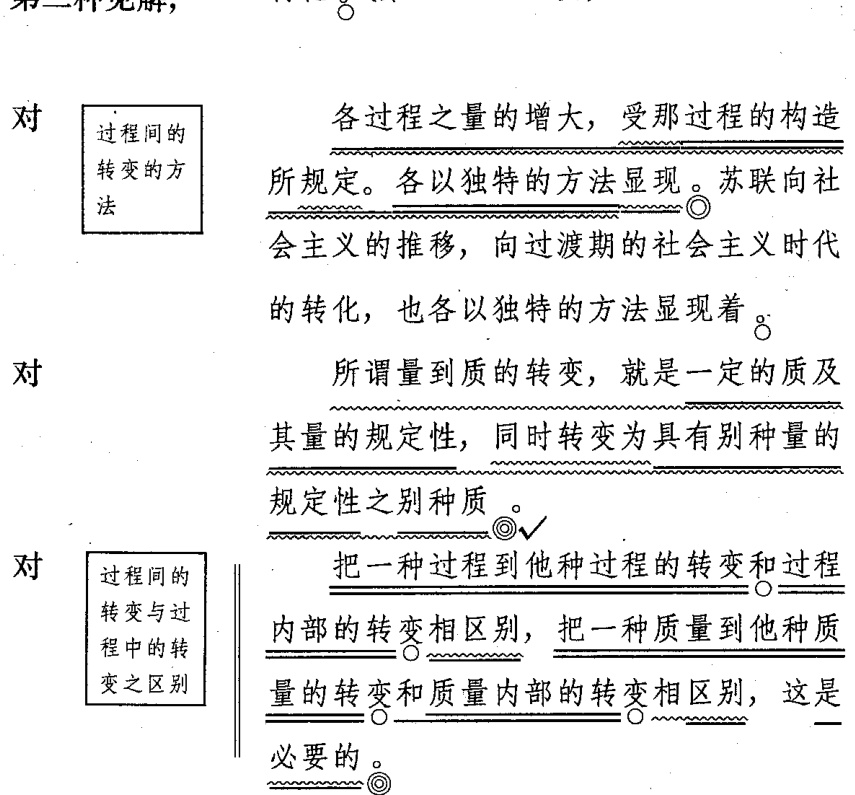 第二种见解，
对
过程间的
转变的方
法
各过程之量的增大，受那过程的构造
所规定。各以独特的方法显现。苏联向社
会主义的推移，向过渡期的社会主义时代
的转化，也各以独特的方法显现着。
对
所谓量到质的转变，就是一定的质及
其量的规定性，同时转变为具有别种量的
规定性之别种质。
对
过程间的
转变与过
程中的转
变之区别
把一种过程到他种过程的转变和过程
内部的转变相区别，把一种质量到他种质
量的转变和质量内部的转变相区别，这是
必要的。